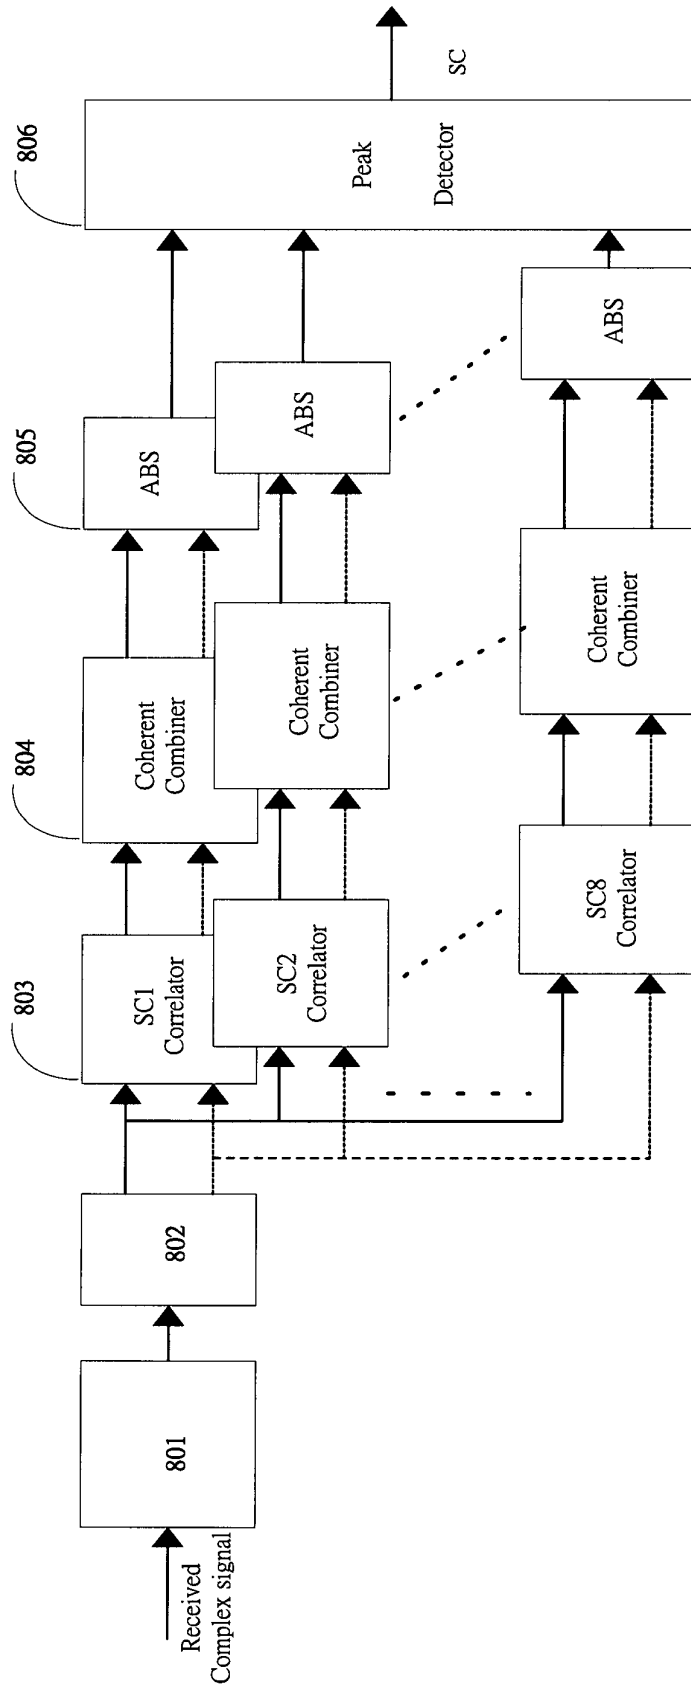 Received
Complex signal
801
802
803
SC1
Correlator
SC2
Correlator
SC8
Correlator
804
Coherent
Combiner
Coherent
Combiner
Coherent
Combiner
805
ABS
ABS
ABS
806
Peak
Detector
SC